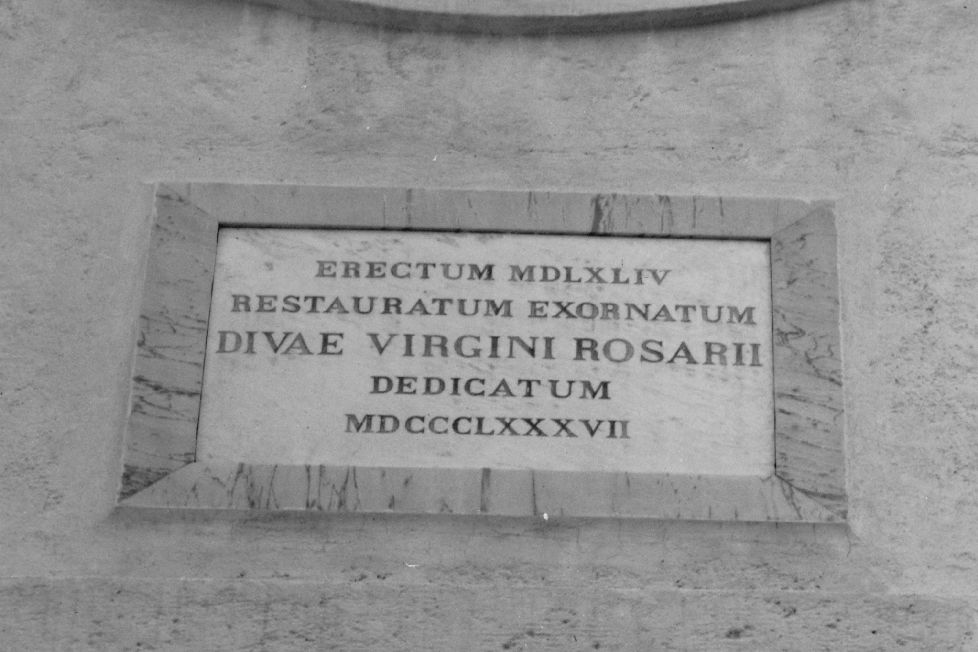 ERECTUM MDLXLIV
RESTAURATUM EXORNATUM
DIVAE VIRGINI ROSARII
DEDICATUM
MDCCCLXXXVII